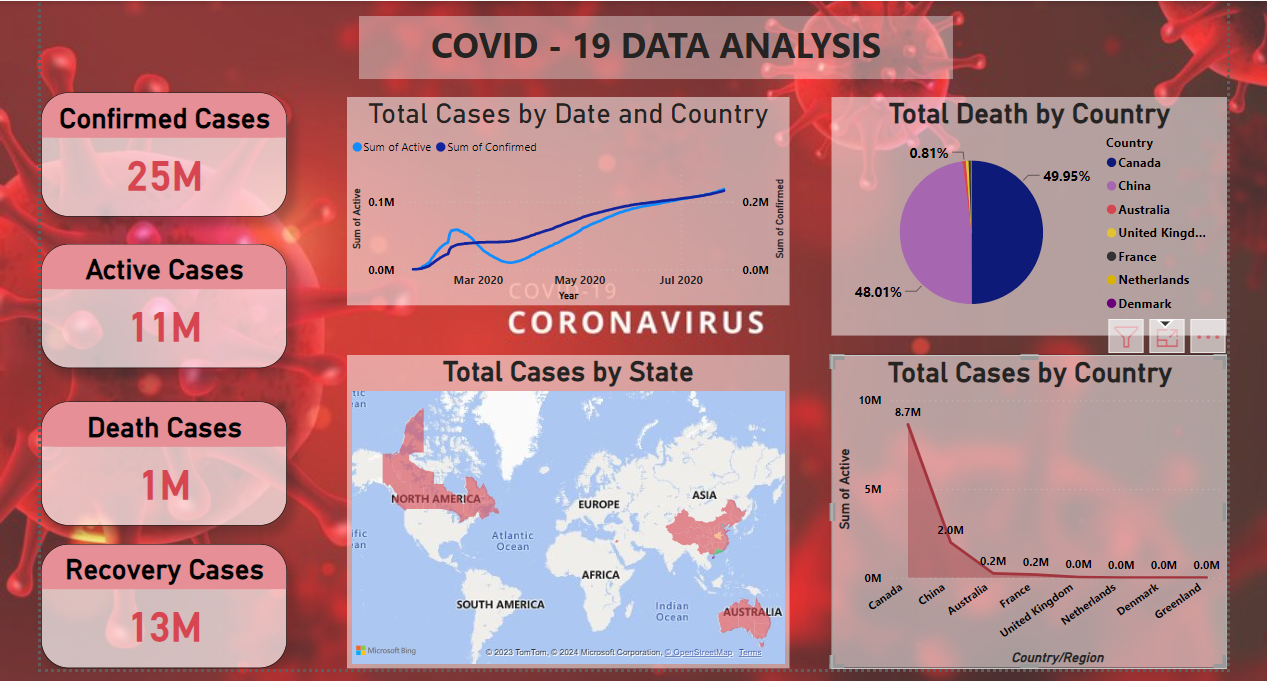 COVID - 19 DATA ANALYSIS
Confirmed Cases
25M
Active Cases
11M
Death Cases
1M
Recovery Cases
13M
Total Cases by Date and Country
Sum of Active Sum of Confirmed
Sum of Active
0.1M
0.0M
Sum of Confirmed
0.2M
0.0M
Mar 2020 May 2020 Jul 2020
Year
COVID-19
CORONAVIRUS
Total Death by Country
0.81%
49.95%
48.01%
Country
Canada
China
Australia
United Kingd...
France
Netherlands
Denmark
Total Cases by State
tic
an
NORTH AMERICA
EUROPE
ASIA
ific
an
Atlantic
Ocean
AFRICA
SOUTH AMERICA
Indian
Ocean
AUSTRALIA
Microsoft Bing
© 2023 TomTom, © 2024 Microsoft Corporation, © OpenStreetMap Terms
Total Cases by Country
Sum of Active
10M
5M
0M
8.7M
2.0M
0.2M
0.2M
0.0M
0.0M
0.0M
0.0M
Canada
China
Australia
France
United Kingdom
Netherlands
Denmark
Greenland
Country/Region